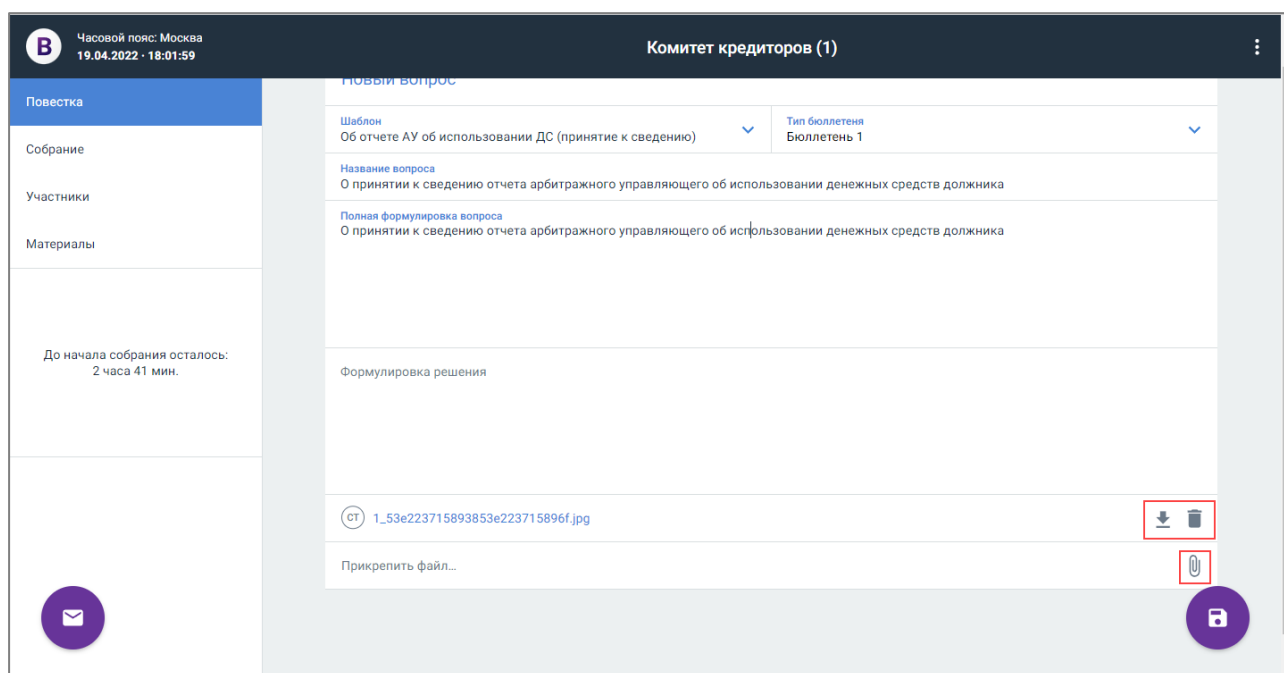 B
Часовой пояс: Москва
19.04.2022 · 18:01:59
Комитет кредиторов (1)
Повестка
Собрание
Участники
Материалы
До начала собрания осталось:
2 часа 41 мин.
Новый вопрос
Шаблон
Об отчете АУ об использовании ДС (принятие к сведению)
Тип бюллетеня
Бюллетень 1
Название вопроса
О принятии к сведению отчета арбитражного управляющего об использовании денежных средств должника
Полная формулировка вопроса
О принятии к сведению отчета арбитражного управляющего об использовании денежных средств должника
Формулировка решения
СТ 1_53e223715893853e223715896f.jpg
Прикрепить файл...